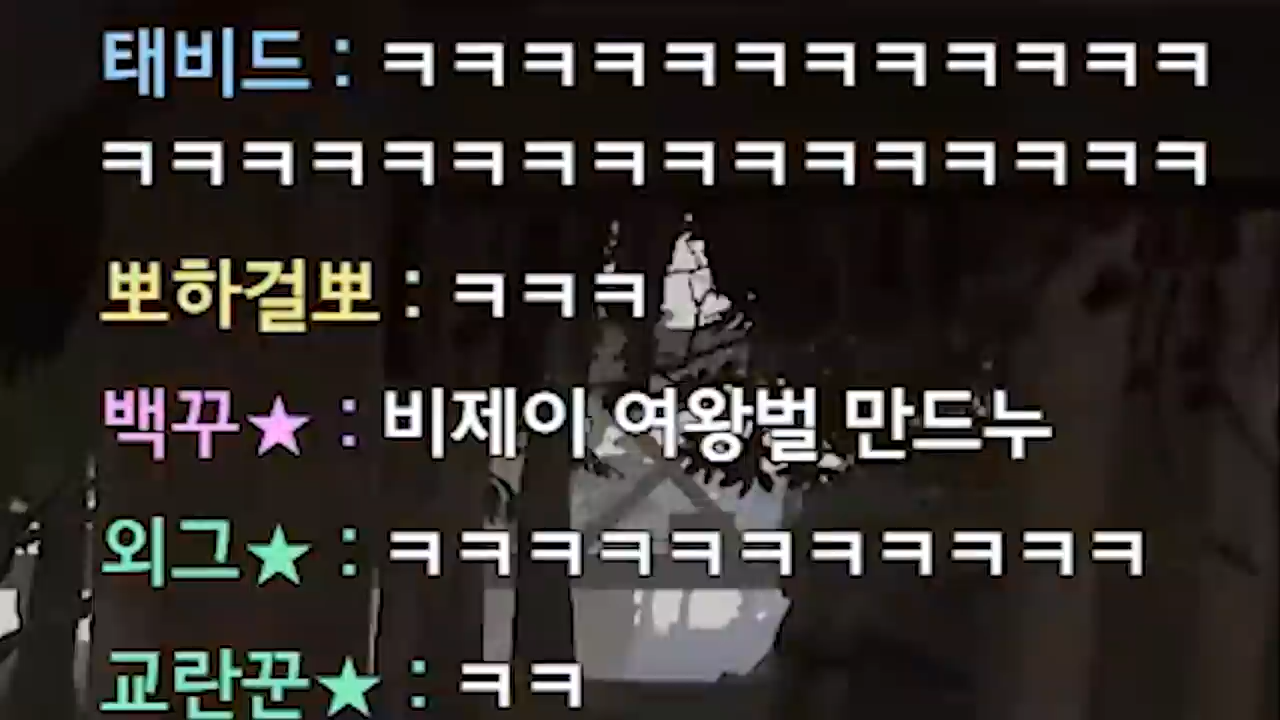 태비드 : ㅋㅋㅋㅋㅋㅋㅋㅋㅋㅋㅋㅋ
ㅋㅋㅋㅋㅋㅋㅋㅋㅋㅋㅋㅋㅋㅋㅋㅋ
뽀하걸뽀 : ㅋㅋㅋ
백꾸★ : 비제이 여왕벌 만드누
외그★ : ㅋㅋㅋㅋㅋㅋㅋㅋㅋㅋㅋ
교란꾼★ : ㅋㅋ